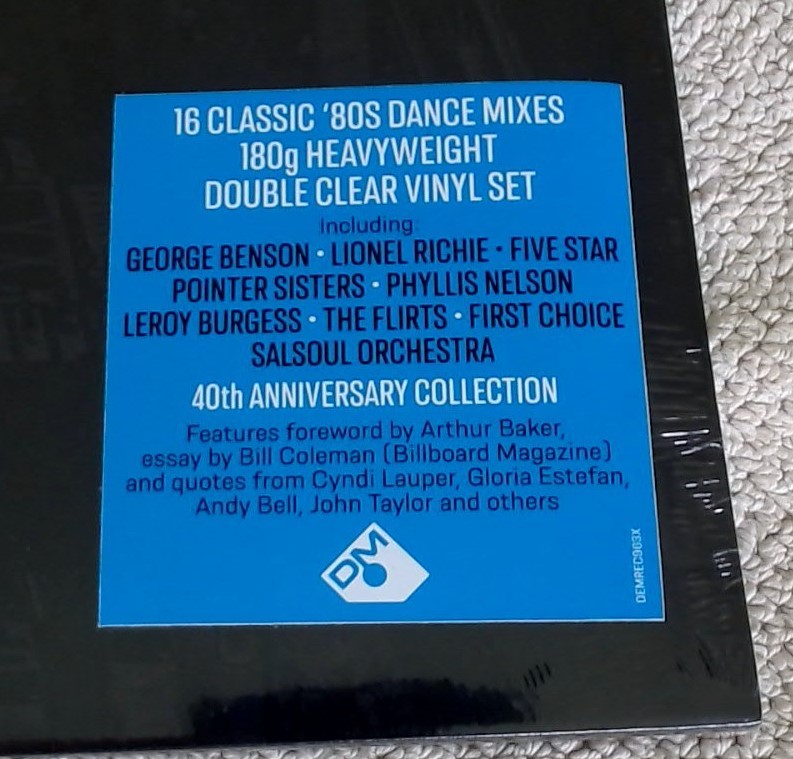 16 CLASSIC '80S DANCE MIXES
180g HEAVYWEIGHT
DOUBLE CLEAR VINYL SET
Including:
GEORGE BENSON • LIONEL RICHIE • FIVE STAR
POINTER SISTERS • PHYLLIS NELSON
LEROY BURGESS • THE FLIRTS • FIRST CHOICE
SALSOUL ORCHESTRA
40th ANNIVERSARY COLLECTION
Features foreword by Arthur Baker,
essay by Bill Coleman (Billboard Magazine)
and quotes from Cyndi Lauper, Gloria Estefan,
Andy Bell, John Taylor and others
DM